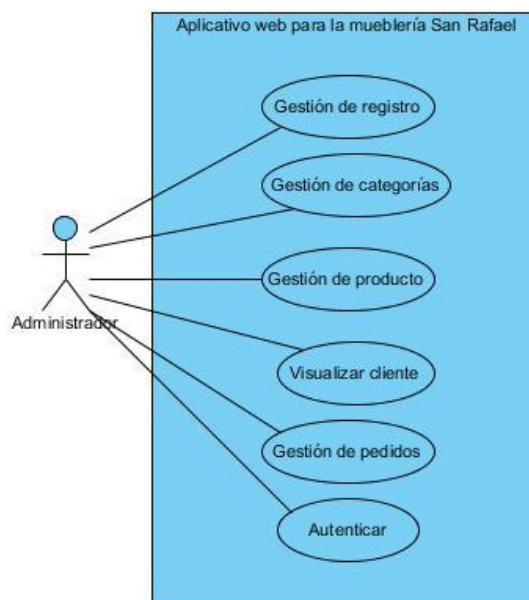 Aplicativo web para la mueblería San Rafael
Gestión de registro
Gestión de categorías
Gestión de producto
Administrador
Visualizar cliente
Gestión de pedidos
Autenticar